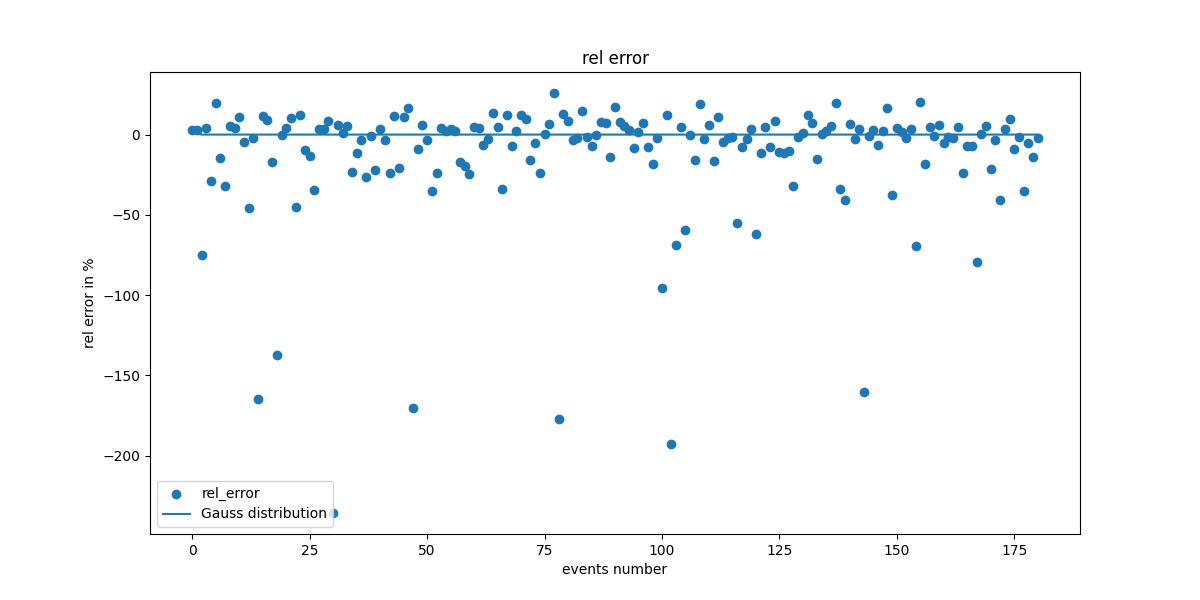 rel error
rel error in %
0
−50
−100
−150
−200
rel_error
Gauss distribution
0
25
50
75
100
125
150
175
events number